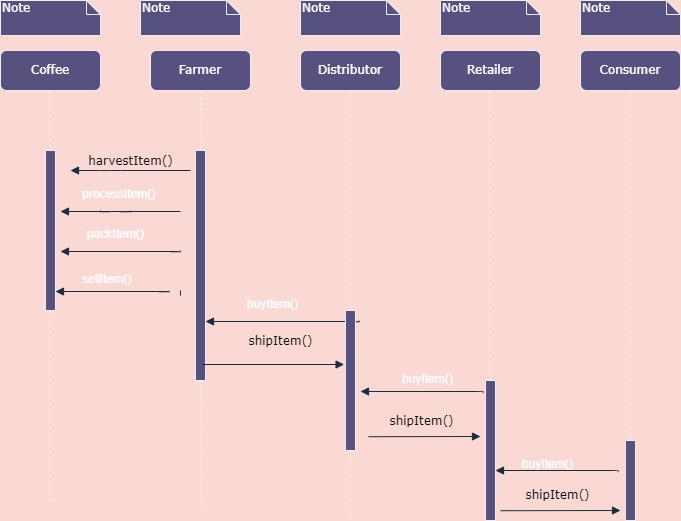 Note
Note
Note
Note
Note
Coffee
Farmer
Distributor
Retailer
Consumer
harvestItem()
processItem()
packItem()
sellItem()
buyItem()
shipItem()
buyItem()
shipItem()
buyItem()
shipItem()